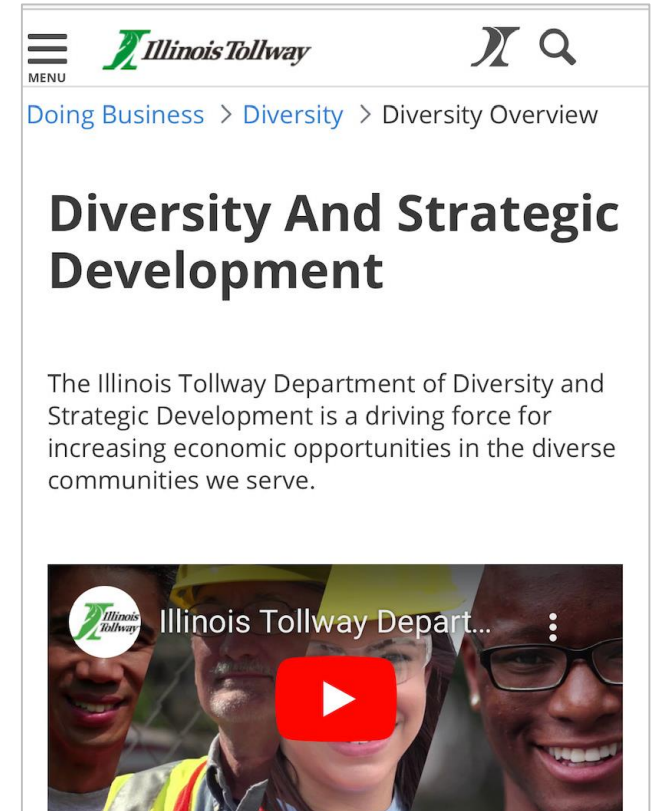 MENU
Illinois Tollway
Doing Business > Diversity > Diversity Overview
Diversity And Strategic
Development
The Illinois Tollway Department of Diversity and
Strategic Development is a driving force for
increasing economic opportunities in the diverse
communities we serve.
Illinois
Tollway
Illinois Tollway Depart...